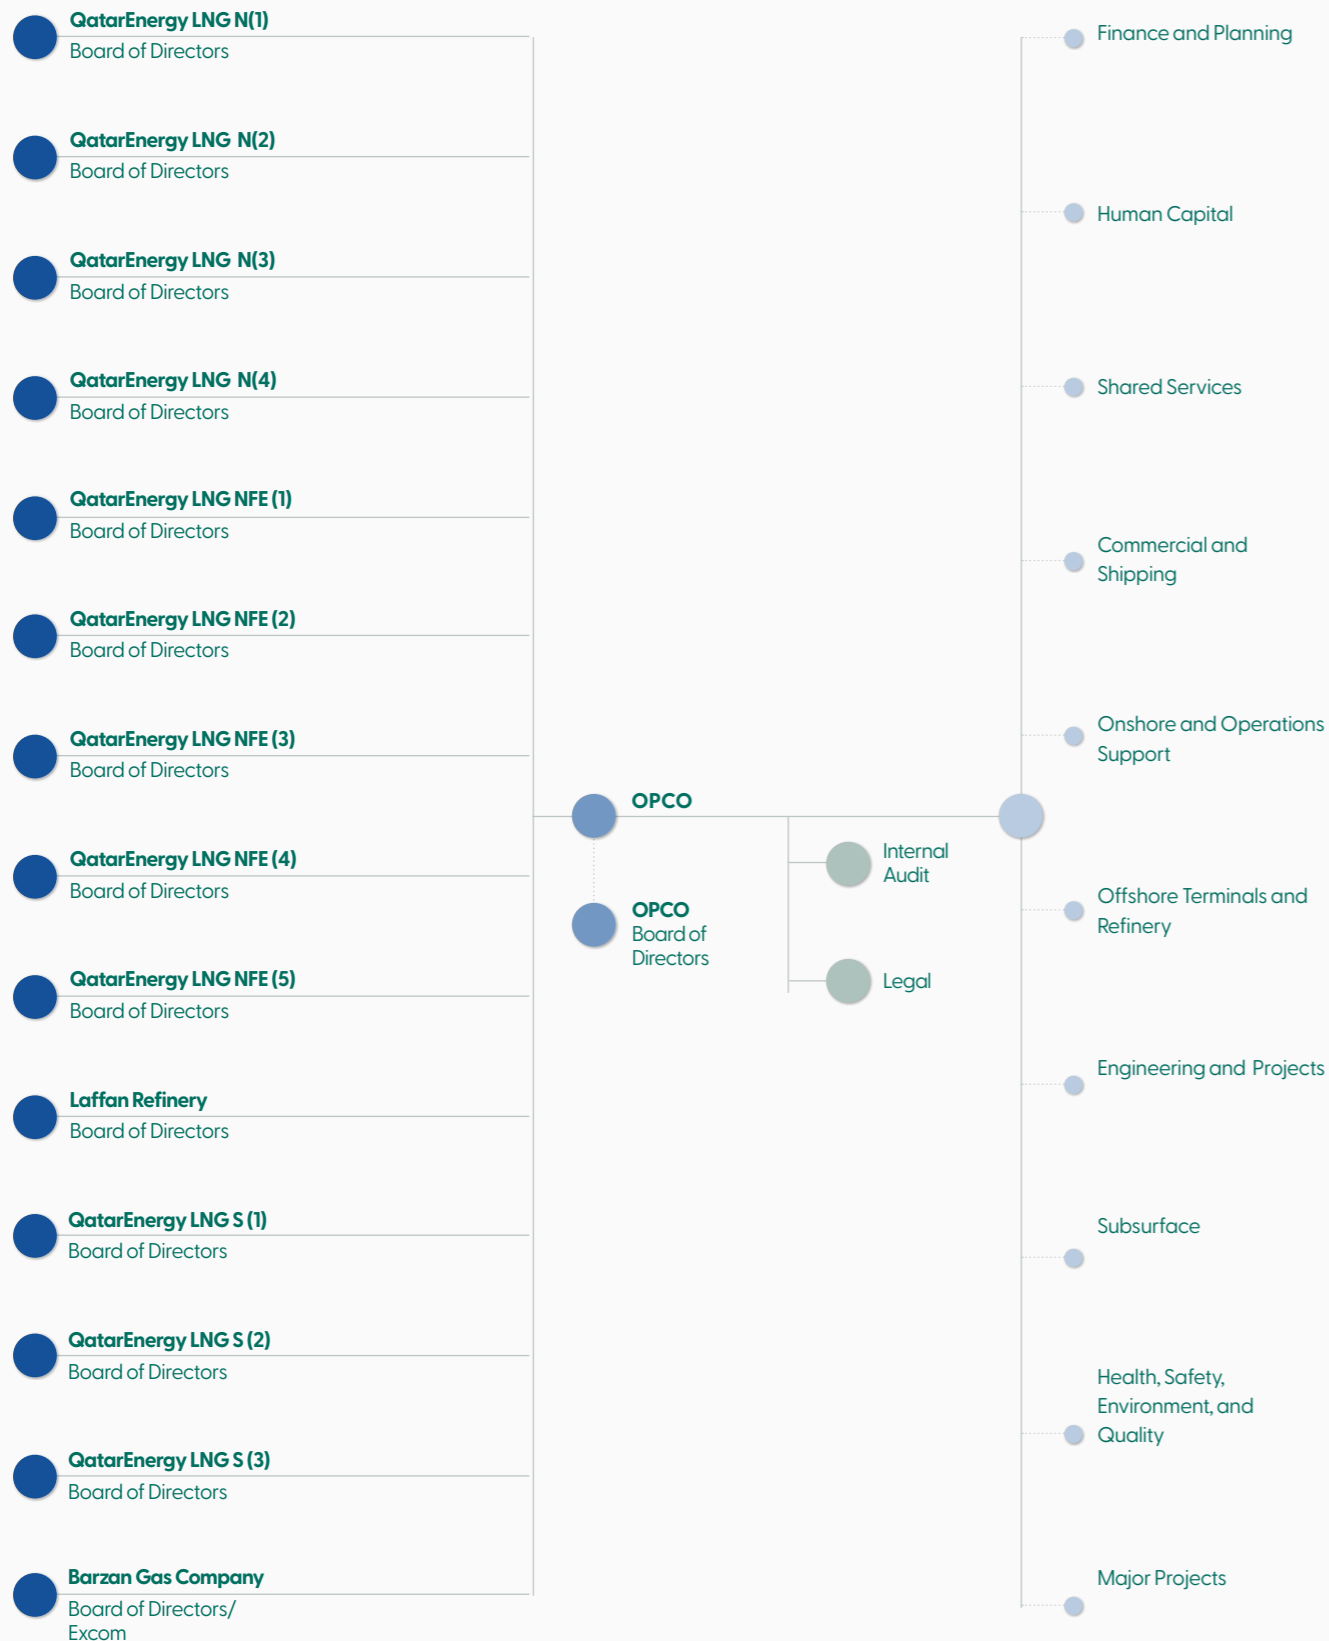 QatarEnergy LNG N(1)
Board of Directors
QatarEnergy LNG N(2)
Board of Directors
QatarEnergy LNG N(3)
Board of Directors
QatarEnergy LNG N(4)
Board of Directors
QatarEnergy LNG NFE (1)
Board of Directors
QatarEnergy LNG NFE (2)
Board of Directors
QatarEnergy LNG NFE (3)
Board of Directors
QatarEnergy LNG NFE (4)
Board of Directors
QatarEnergy LNG NFE (5)
Board of Directors
Laffan Refinery
Board of Directors
QatarEnergy LNG S (1)
Board of Directors
QatarEnergy LNG S (2)
Board of Directors
QatarEnergy LNG S (3)
Board of Directors
Barzan Gas Company
Board of Directors/
Excom
OPCO
OPCO
Board of
Directors
Internal
Audit
Legal
Finance and Planning
Human Capital
Shared Services
Commercial and
Shipping
Onshore and Operations
Support
Offshore Terminals and
Refinery
Engineering and Projects
Subsurface
Health, Safety,
Environment, and
Quality
Major Projects